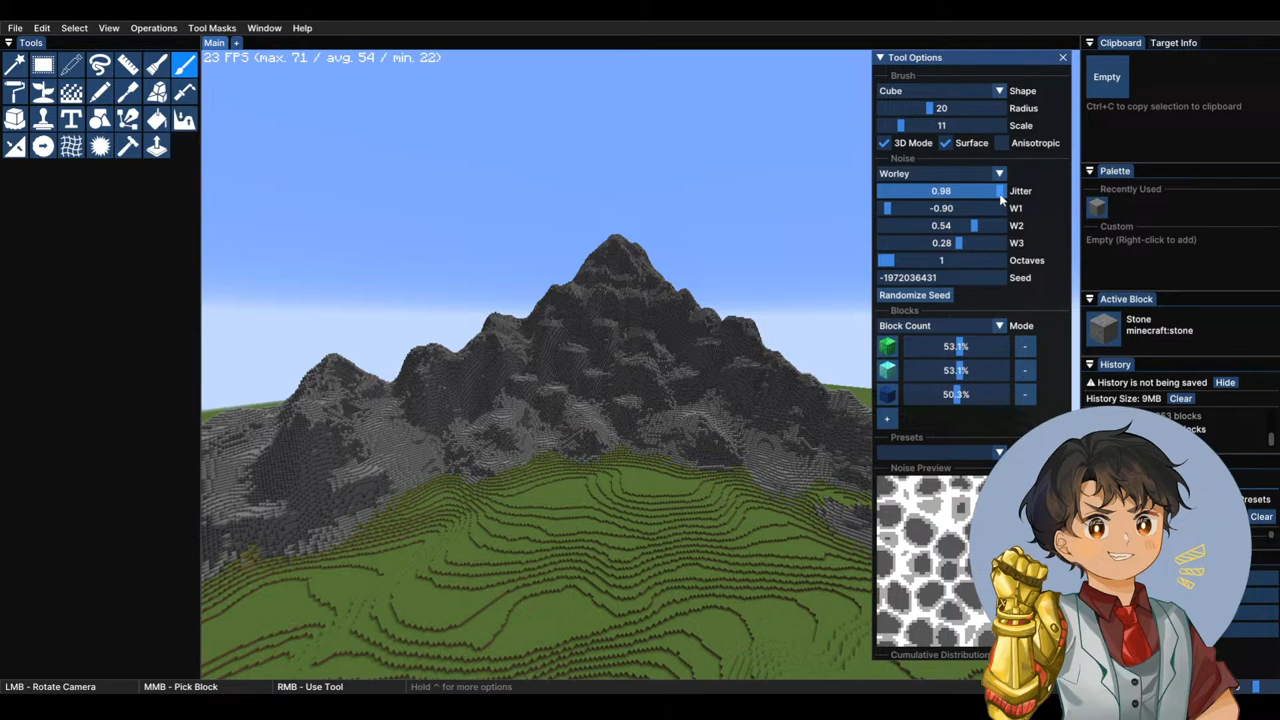 File Edit Select View Operations Tool Masks Window Help
Tools
Main +
23 FPS (max. 71 / avg. 54 / min. 22)
Tool Options
Brush
Cube Shape
20 Radius
11 Scale
3D Mode Surface Anisotropic
Noise
Worley
0.98 Jitter
-0.90 W1
0.54 W2
0.28 W3
1 Octaves
-1972036431 Seed
Randomize Seed
Blocks
Block Count Mode
53.1% -
53.1% -
50.3% -
+
Presets
Noise Preview
Cumulative Distribution
Clipboard Target Info
Empty
Ctrl+C to copy selection to clipboard
Palette
Recently Used
Custom
Empty (Right-click to add)
Active Block
Stone
minecraft:stone
History
History is not being saved Hide
History Size: 9MB Clear
blocks
Clear
LMB - Rotate Camera MMB - Pick Block RMB - Use Tool Hold ^ for more options